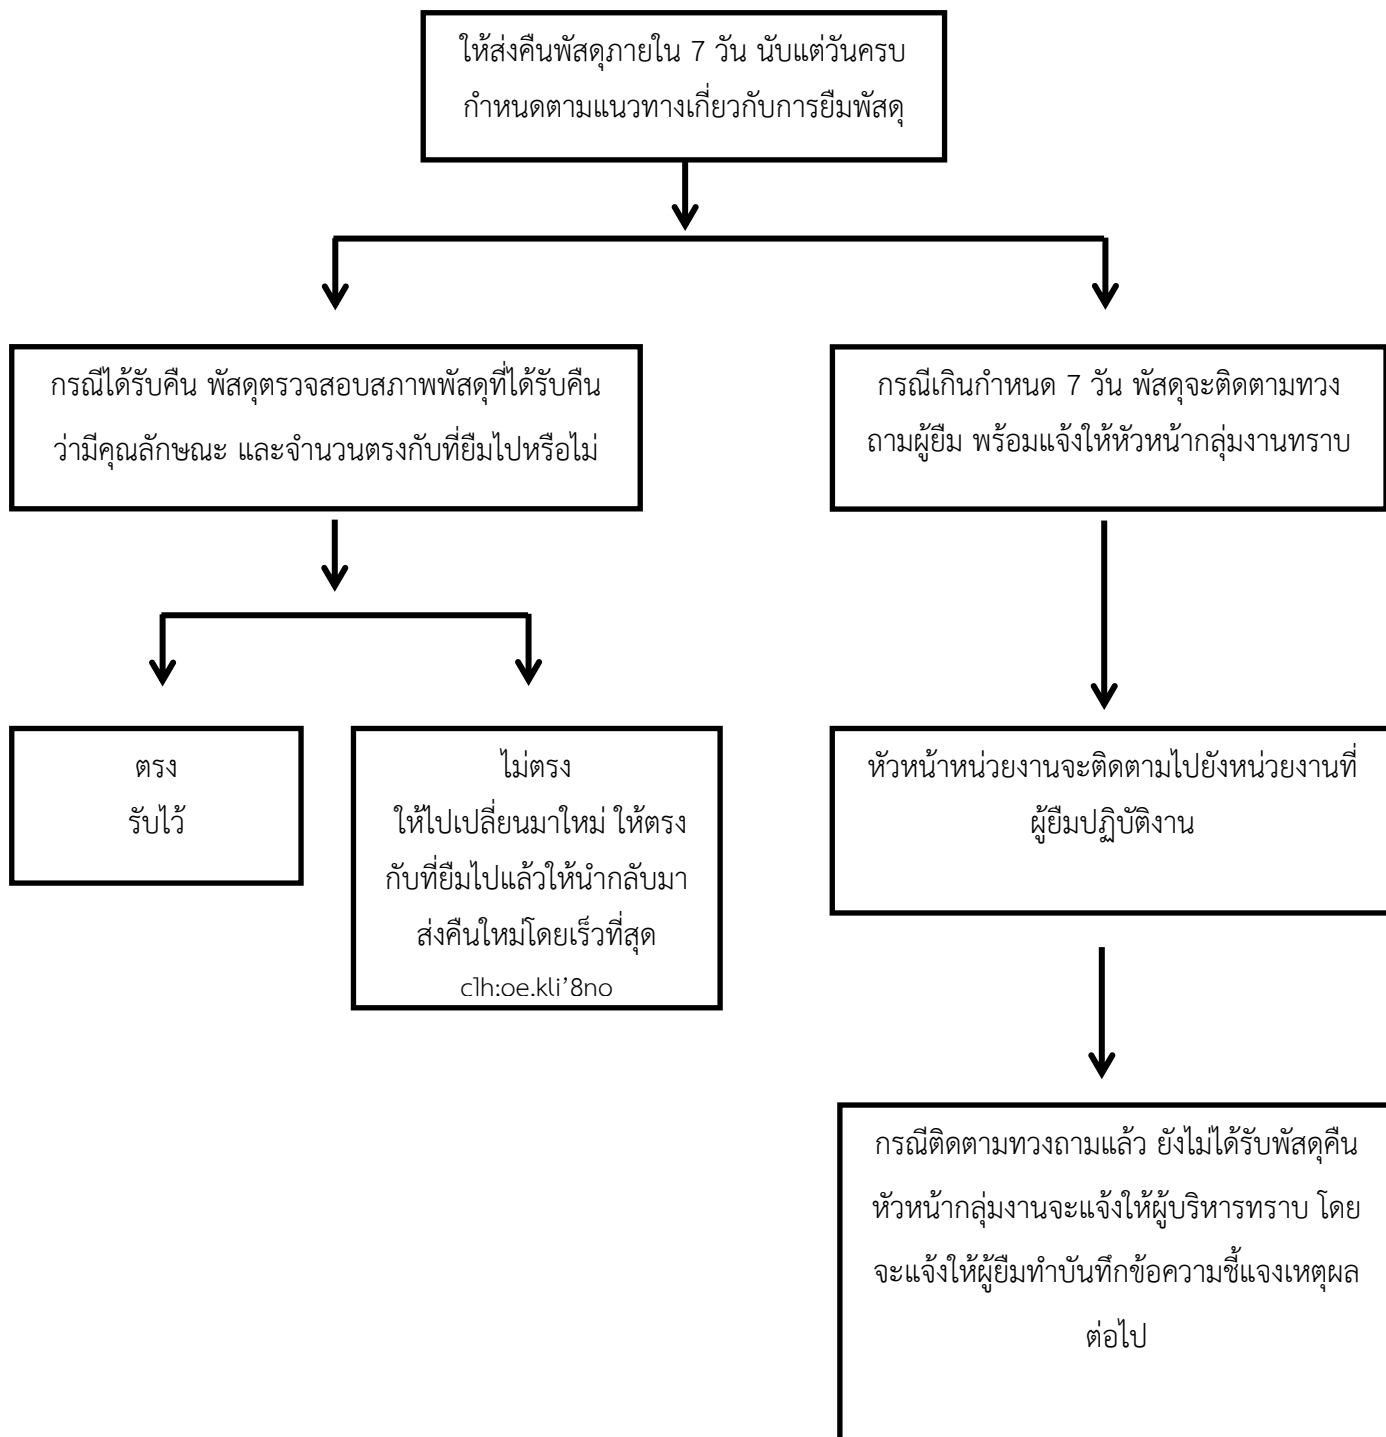 ให้ส่งคืนพัสดุภายใน 7 วัน นับแต่วันครบ
กำหนดตามแนวทางเกี่ยวกับการยืมพัสดุ
กรณีได้รับคืน พัสดุตรวจสอบสภาพพัสดุที่ได้รับคืน
ว่ามีคุณลักษณะ และจำนวนตรงกับที่ยืมไปหรือไม่
กรณีเกินกำหนด 7 วัน พัสดุจะติดตามทวง
ถามผู้ยืม พร้อมแจ้งให้หัวหน้ากลุ่มงานทราบ
ตรง
รับไว้
ไม่ตรง
ให้ไปเปลี่ยนมาใหม่ ให้ตรง
กับที่ยืมไปแล้วให้นำกลับมา
ส่งคืนใหม่โดยเร็วที่สุด
clh:oe.kli’8no
หัวหน้าหน่วยงานจะติดตามไปยังหน่วยงานที่
ผู้ยืมปฏิบัติงาน
กรณีติดตามทวงถามแล้ว ยังไม่ได้รับพัสดุคืน
หัวหน้ากลุ่มงานจะแจ้งให้ผู้บริหารทราบ โดย
จะแจ้งให้ผู้ยืมทำบันทึกข้อความชี้แจงเหตุผล
ต่อไป